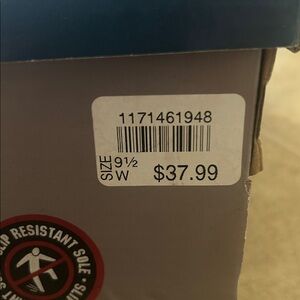 1171461948
SIZE 9½
W $37.99
SLIP RESISTANT SOLE